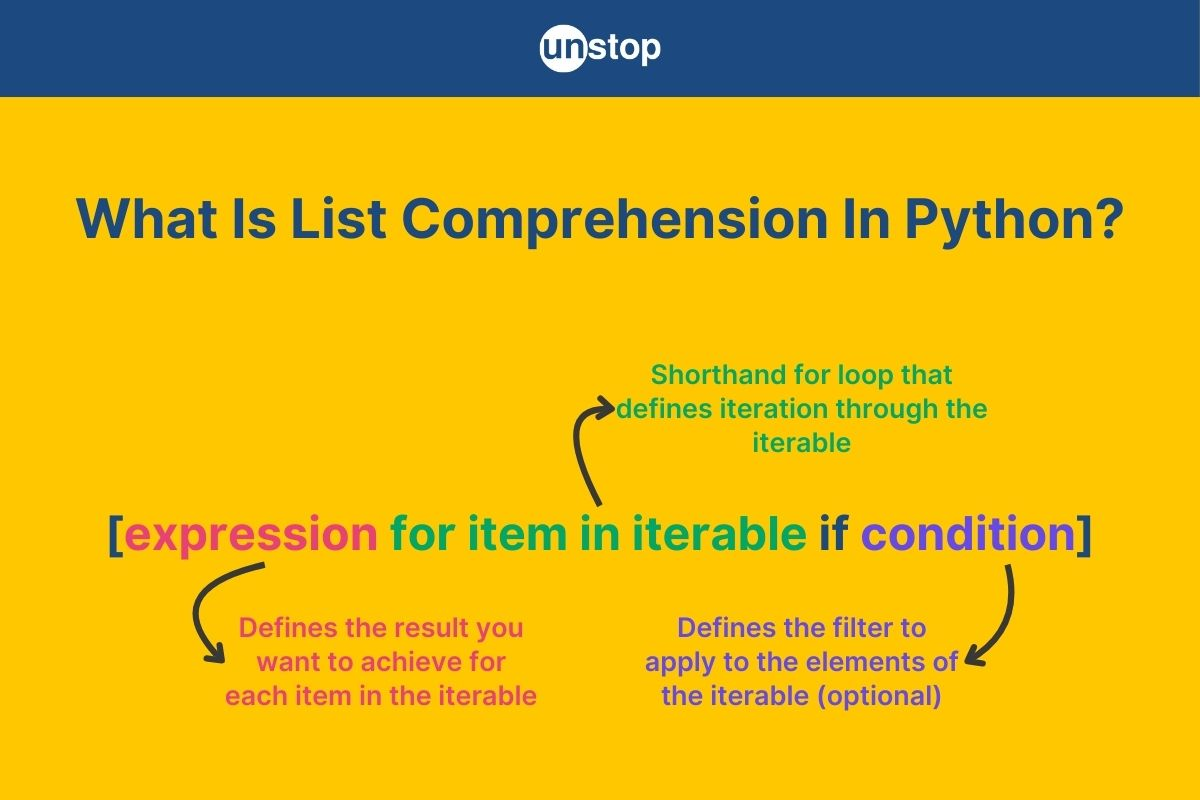 unstop
What Is List Comprehension In Python?
Shorthand for loop that
defines iteration through the
iterable
[expression for item in iterable if condition]
Defines the result you
want to achieve for
each item in the iterable
Defines the filter to
apply to the elements of
the iterable (optional)